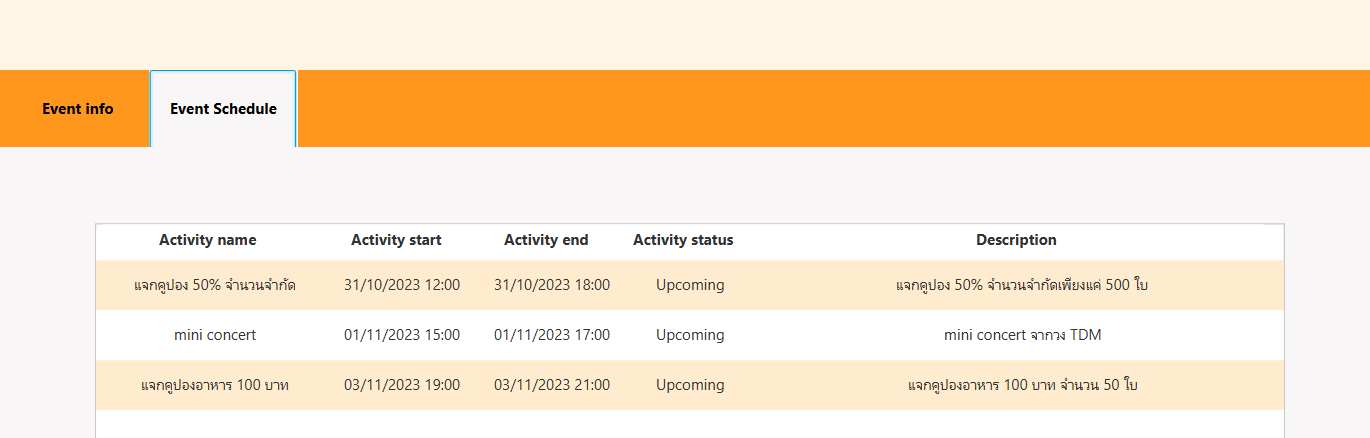 Event info Event Schedule
Activity name Activity start Activity end Activity status Description
แจกคูปอง 50% จำนวนจำกัด 31/10/2023 12:00 31/10/2023 18:00 Upcoming แจกคูปอง 50% จำนวนจำกัดเพียงแค่ 500 ใบ
mini concert 01/11/2023 15:00 01/11/2023 17:00 Upcoming mini concert จากวง TDM
แจกคูปองอาหาร 100 บาท 03/11/2023 19:00 03/11/2023 21:00 Upcoming แจกคูปองอาหาร 100 บาท จำนวน 50 ใบ